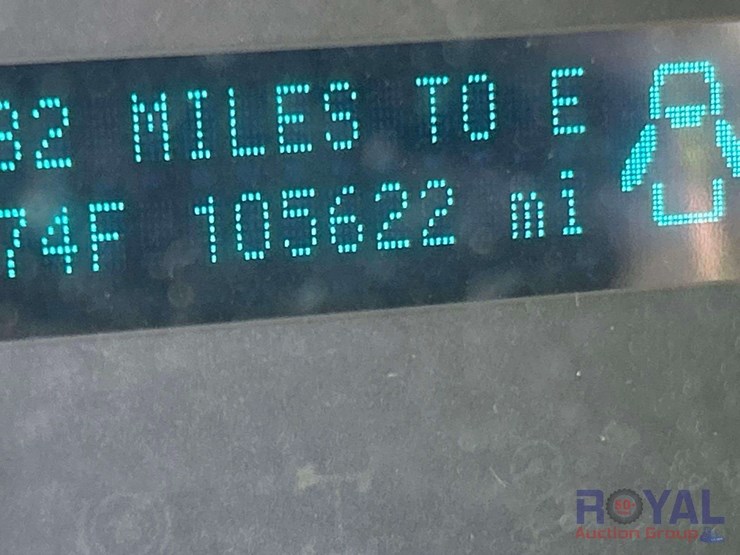 32 MILES TO E
74F 105622 mi
ROYAL
Auction Group